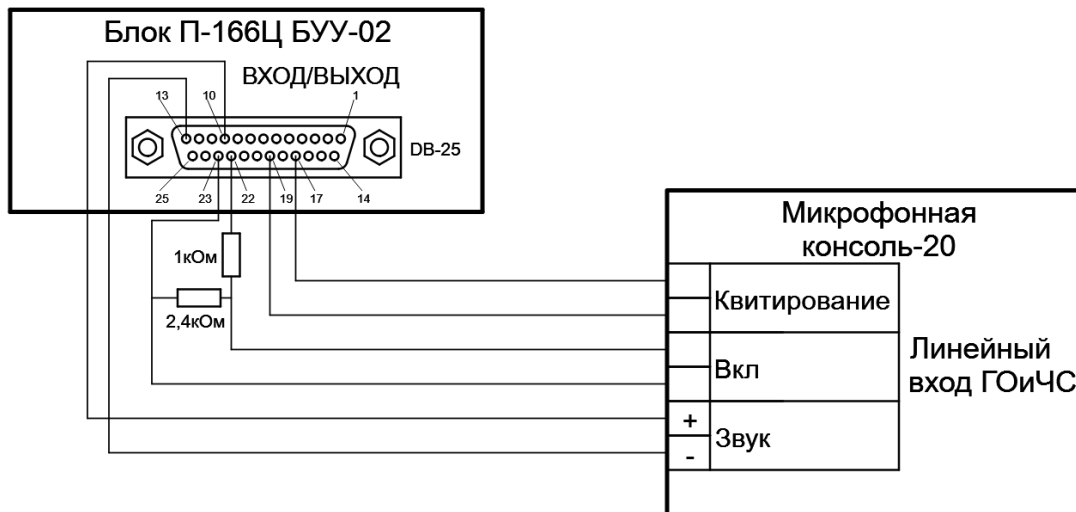 Блок П-166Ц БУУ-02
ВХОД/ВЫХОД
13
10
1
DB-25
25
23
22
19
17
14
1кОм
2,4кОм
Микрофонная
консоль-20
Квитирование
Вкл
+
Звук
-
Линейный
вход ГОиЧС